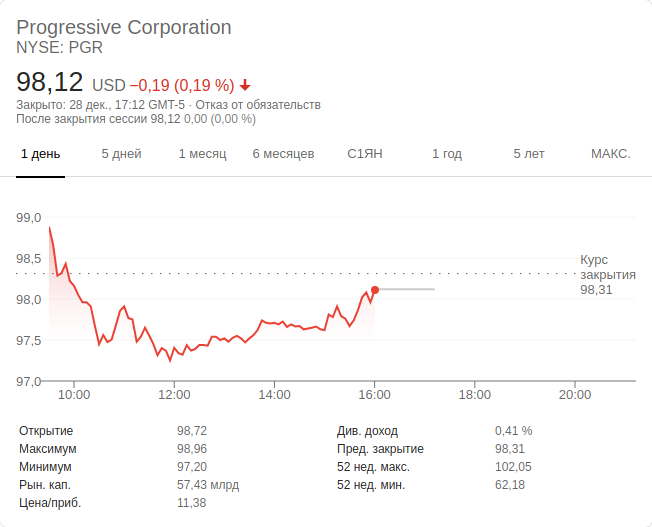 Progressive Corporation
NYSE: PGR
98,12 USD −0,19 (0,19 %)
Закрыто: 28 дек., 17:12 GMT-5 · Отказ от обязательств
После закрытия сессии 98,12 0,00 (0,00 %)
1 день 5 дней 1 месяц 6 месяцев С1ЯН 1 год 5 лет МАКС.
99,0
98,5
98,0
97,5
97,0
Курс
закрытия
98,31
10:00 12:00 14:00 16:00 18:00 20:00
Открытие 98,72
Максимум 98,96
Минимум 97,20
Рын. кап. 57,43 млрд
Цена/приб. 11,38
Див. доход 0,41 %
Пред. закрытие 98,31
52 нед. макс. 102,05
52 нед. мин. 62,18